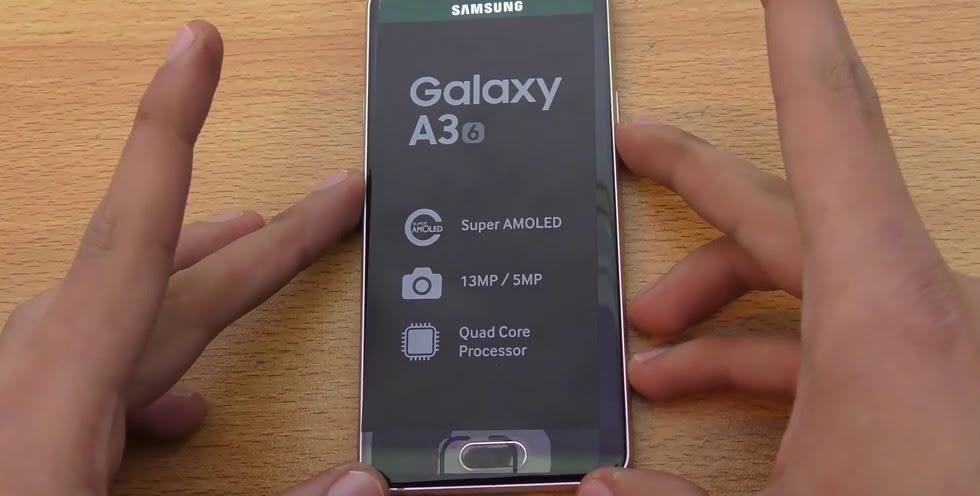 SAMSUNG
Galaxy
A3 6
SUPER
AMOLED
Super AMOLED
13MP / 5MP
Quad Core
Processor